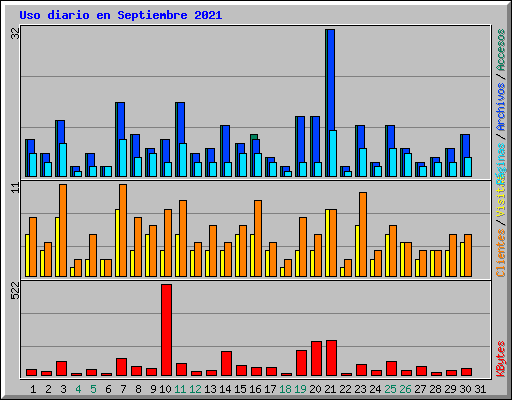 Uso diario en Septiembre 2021
32
11
522
Accesos
/ Archivos /
Páginas
Clientes / visitas
KBytes
1 2 3 4 5 6 7 8 9 10 11 12 13 14 15 16 17 18 19 20 21 22 23 24 25 26 27 28 29 30 31